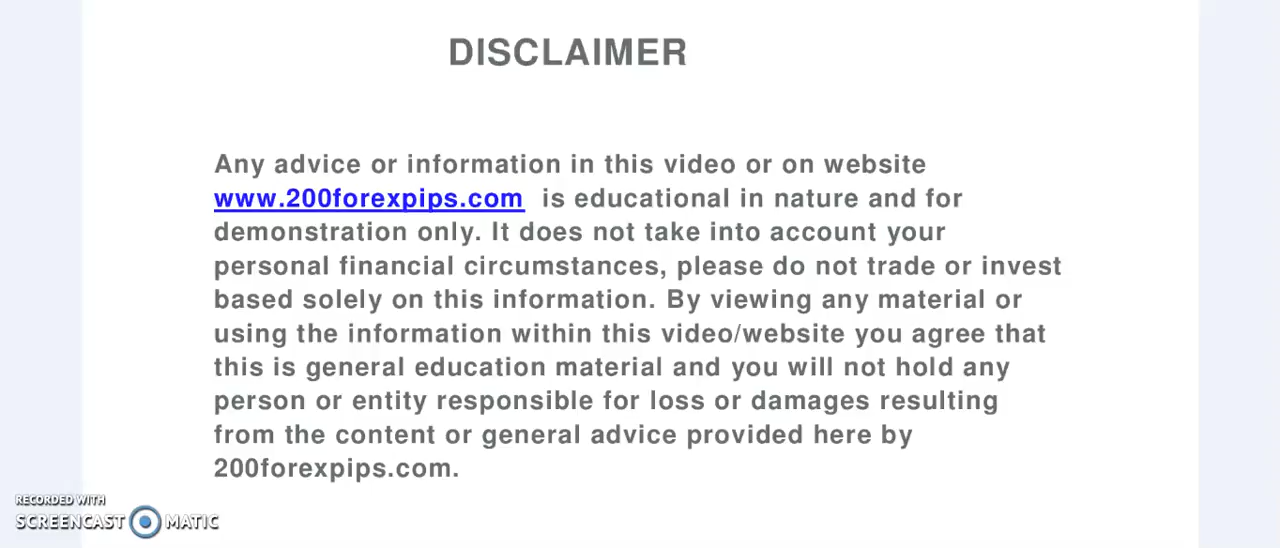 DISCLAIMER
Any advice or information in this video or on website
www.200forexpips.com is educational in nature and for
demonstration only. It does not take into account your
personal financial circumstances, please do not trade or invest
based solely on this information. By viewing any material or
using the information within this video/website you agree that
this is general education material and you will not hold any
person or entity responsible for loss or damages resulting
from the content or general advice provided here by
200forexpips.com.
RECORDED WITH
SCREENCAST MATIC